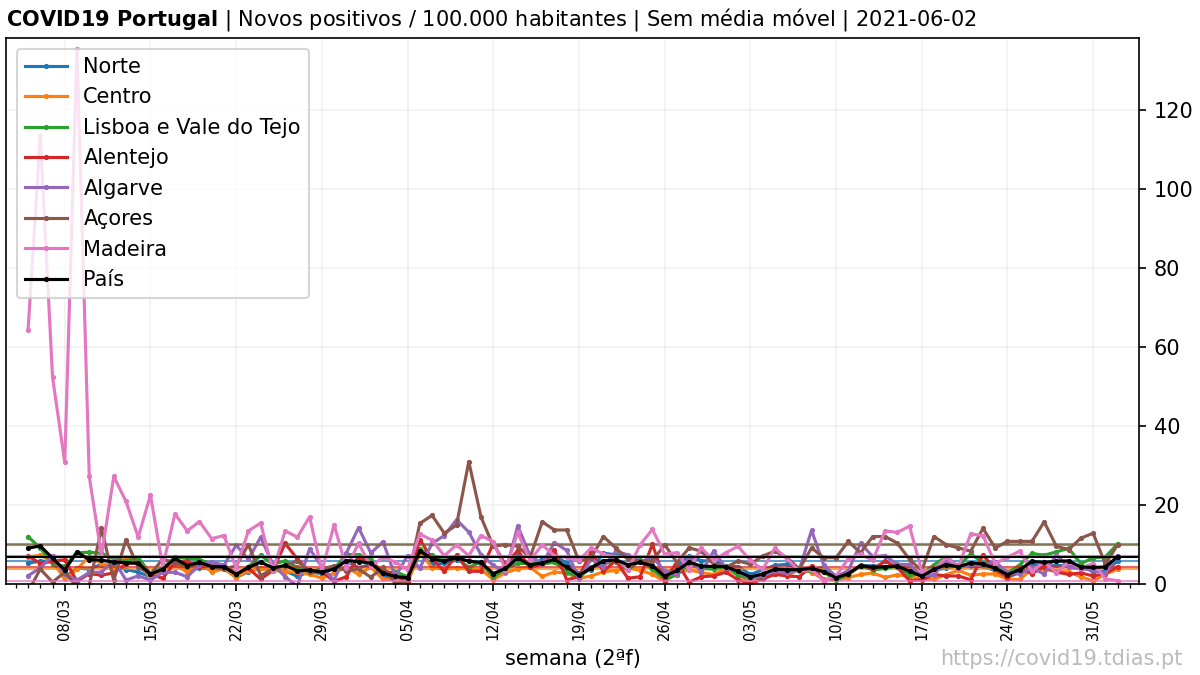 COVID19 Portugal | Novos positivos / 100.000 habitantes | Sem média móvel | 2021-06-02
Norte
Centro
Lisboa e Vale do Tejo
Alentejo
Algarve
Açores
Madeira
País
120
100
80
60
40
20
0
08/03 15/03 22/03 29/03 05/04 12/04 19/04 26/04 03/05 10/05 17/05 24/05 31/05
semana (2ªf)
https://covid19.tdias.pt